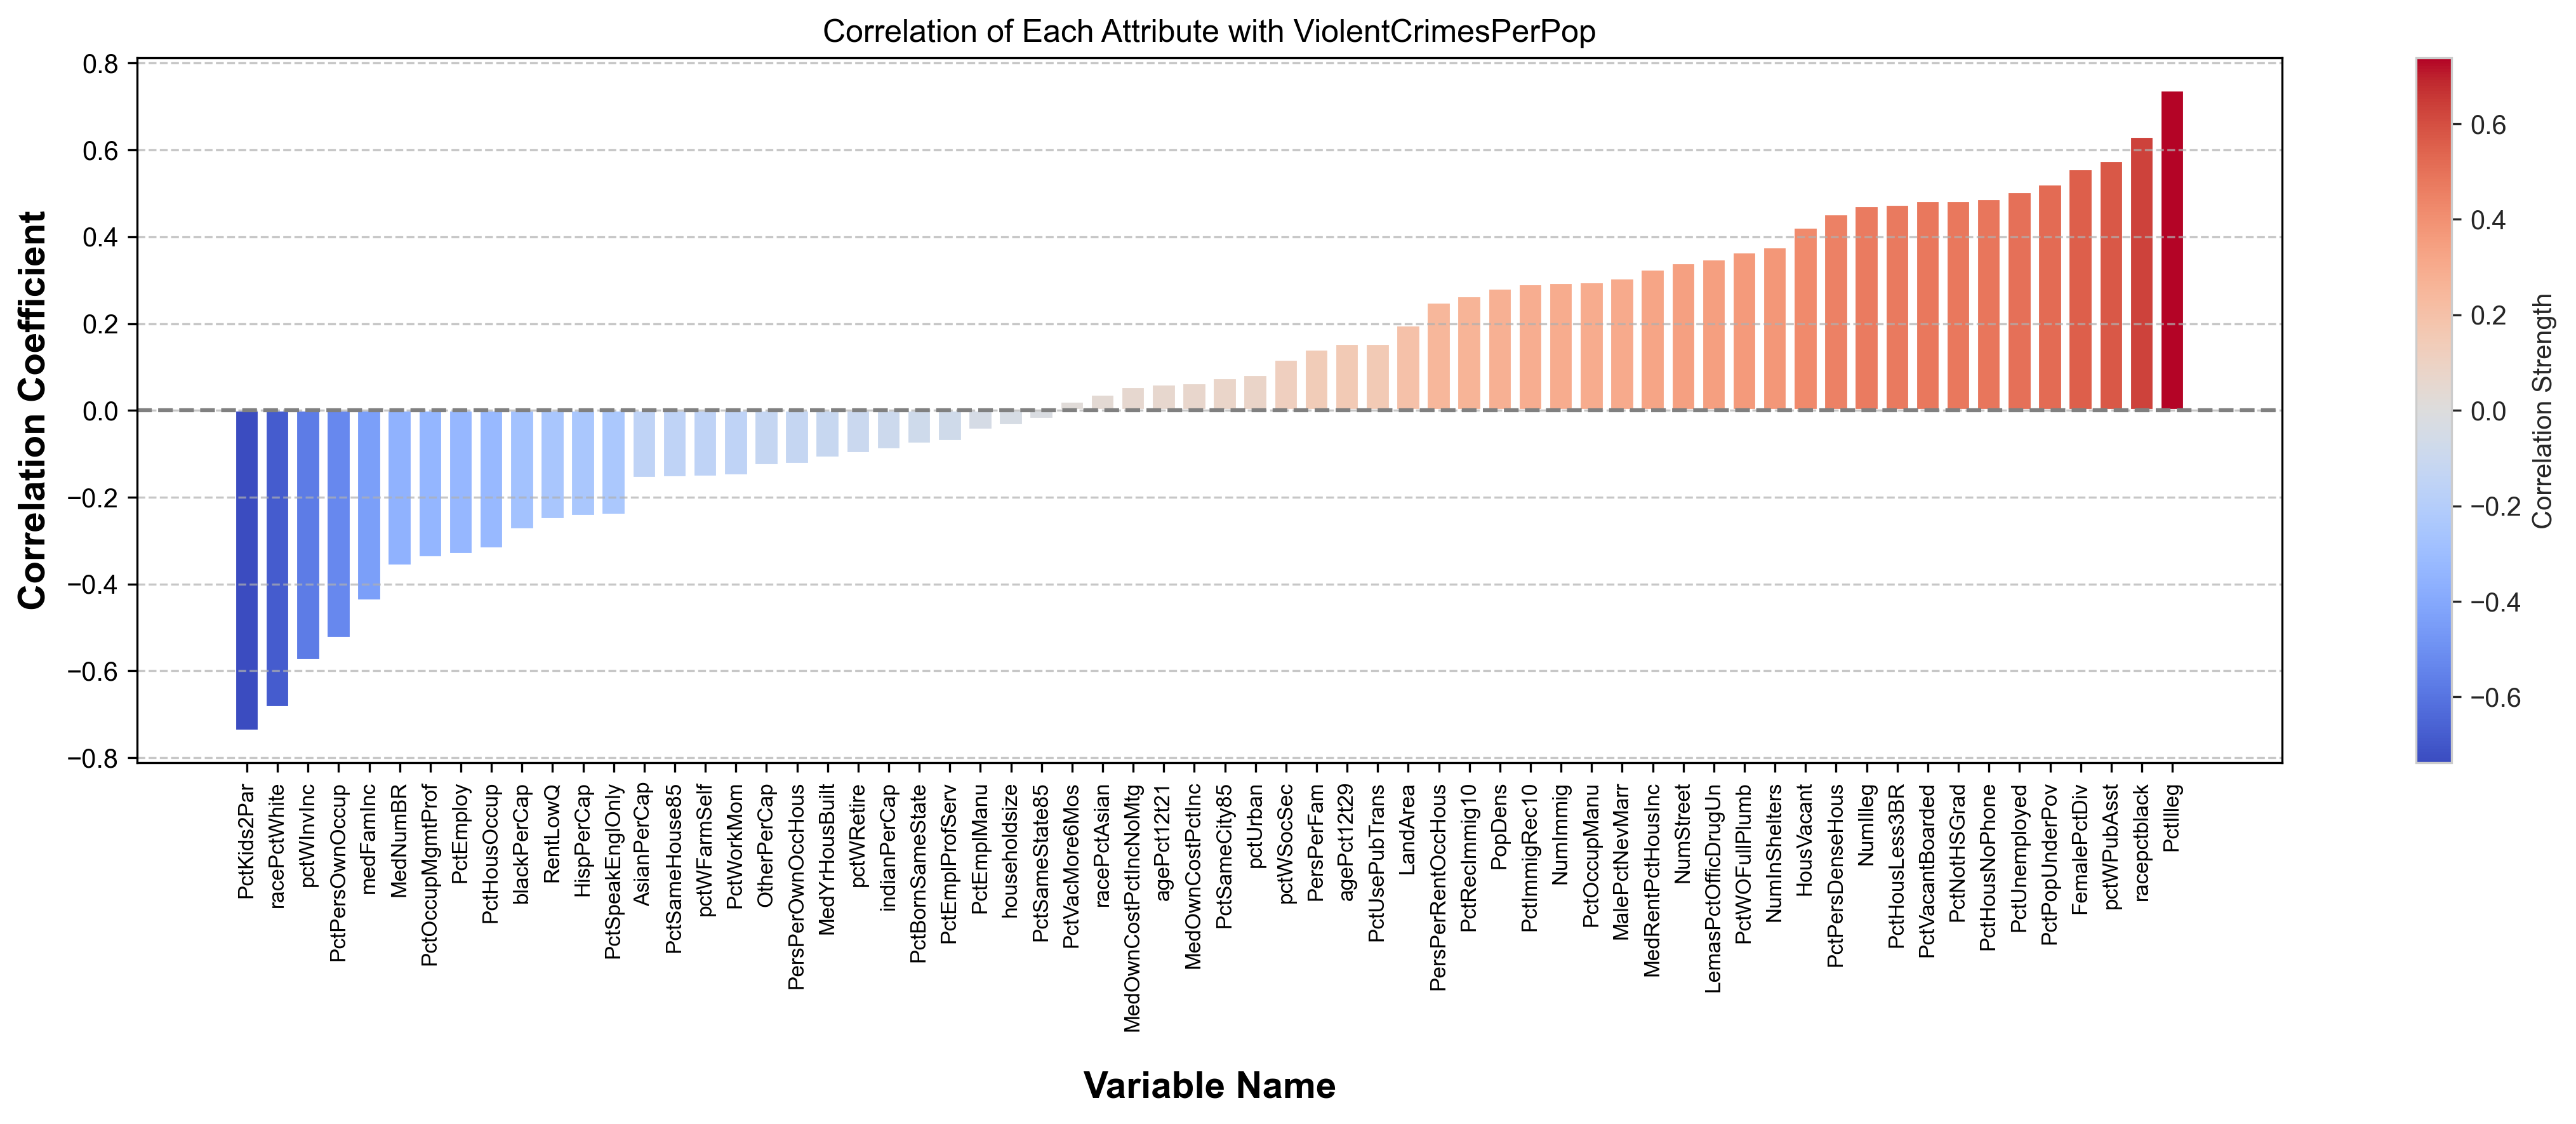 Correlation of Each Attribute with ViolentCrimesPerPop
Correlation Coefficient
0.8
0.6
0.4
0.2
0.0
−0.2
−0.4
−0.6
−0.8
PctKids2Par
racePctWhite
pctWInvInc
PctPersOwnOccup
medFamInc
MedNumBR
PctOccupMgmtProf
PctEmploy
PctHousOccup
blackPerCap
RentLowQ
HispPerCap
PctSpeakEnglOnly
AsianPerCap
PctSameHouse85
pctWFarmSelf
PctWorkMom
OtherPerCap
PersPerOwnOccHous
MedYrHousBuilt
pctWRetire
indianPerCap
PctBornSameState
PctEmplProfServ
PctEmplManu
householdsize
PctSameState85
PctVacMore6Mos
racePctAsian
MedOwnCostPctIncNoMtg
agePct12t21
MedOwnCostPctInc
PctSameCity85
pctUrban
pctWSocSec
PersPerFam
agePct12t29
PctUsePubTrans
LandArea
PersPerRentOccHous
PctRecImmig10
PopDens
PctImmigRec10
NumImmig
PctOccupManu
MalePctNevMarr
MedRentPctHousInc
NumStreet
LemasPctOfficDrugUn
PctWOFullPlumb
NumInShelters
HousVacant
PctPersDenseHous
NumIlleg
PctHousLess3BR
PctVacantBoarded
PctNotHSGrad
PctHousNoPhone
PctUnemployed
PctPopUnderPov
FemalePctDiv
pctWPubAsst
racepctblack
PctIlleg
Variable Name
0.6
0.4
0.2
0.0
−0.2
−0.4
−0.6
Correlation Strength